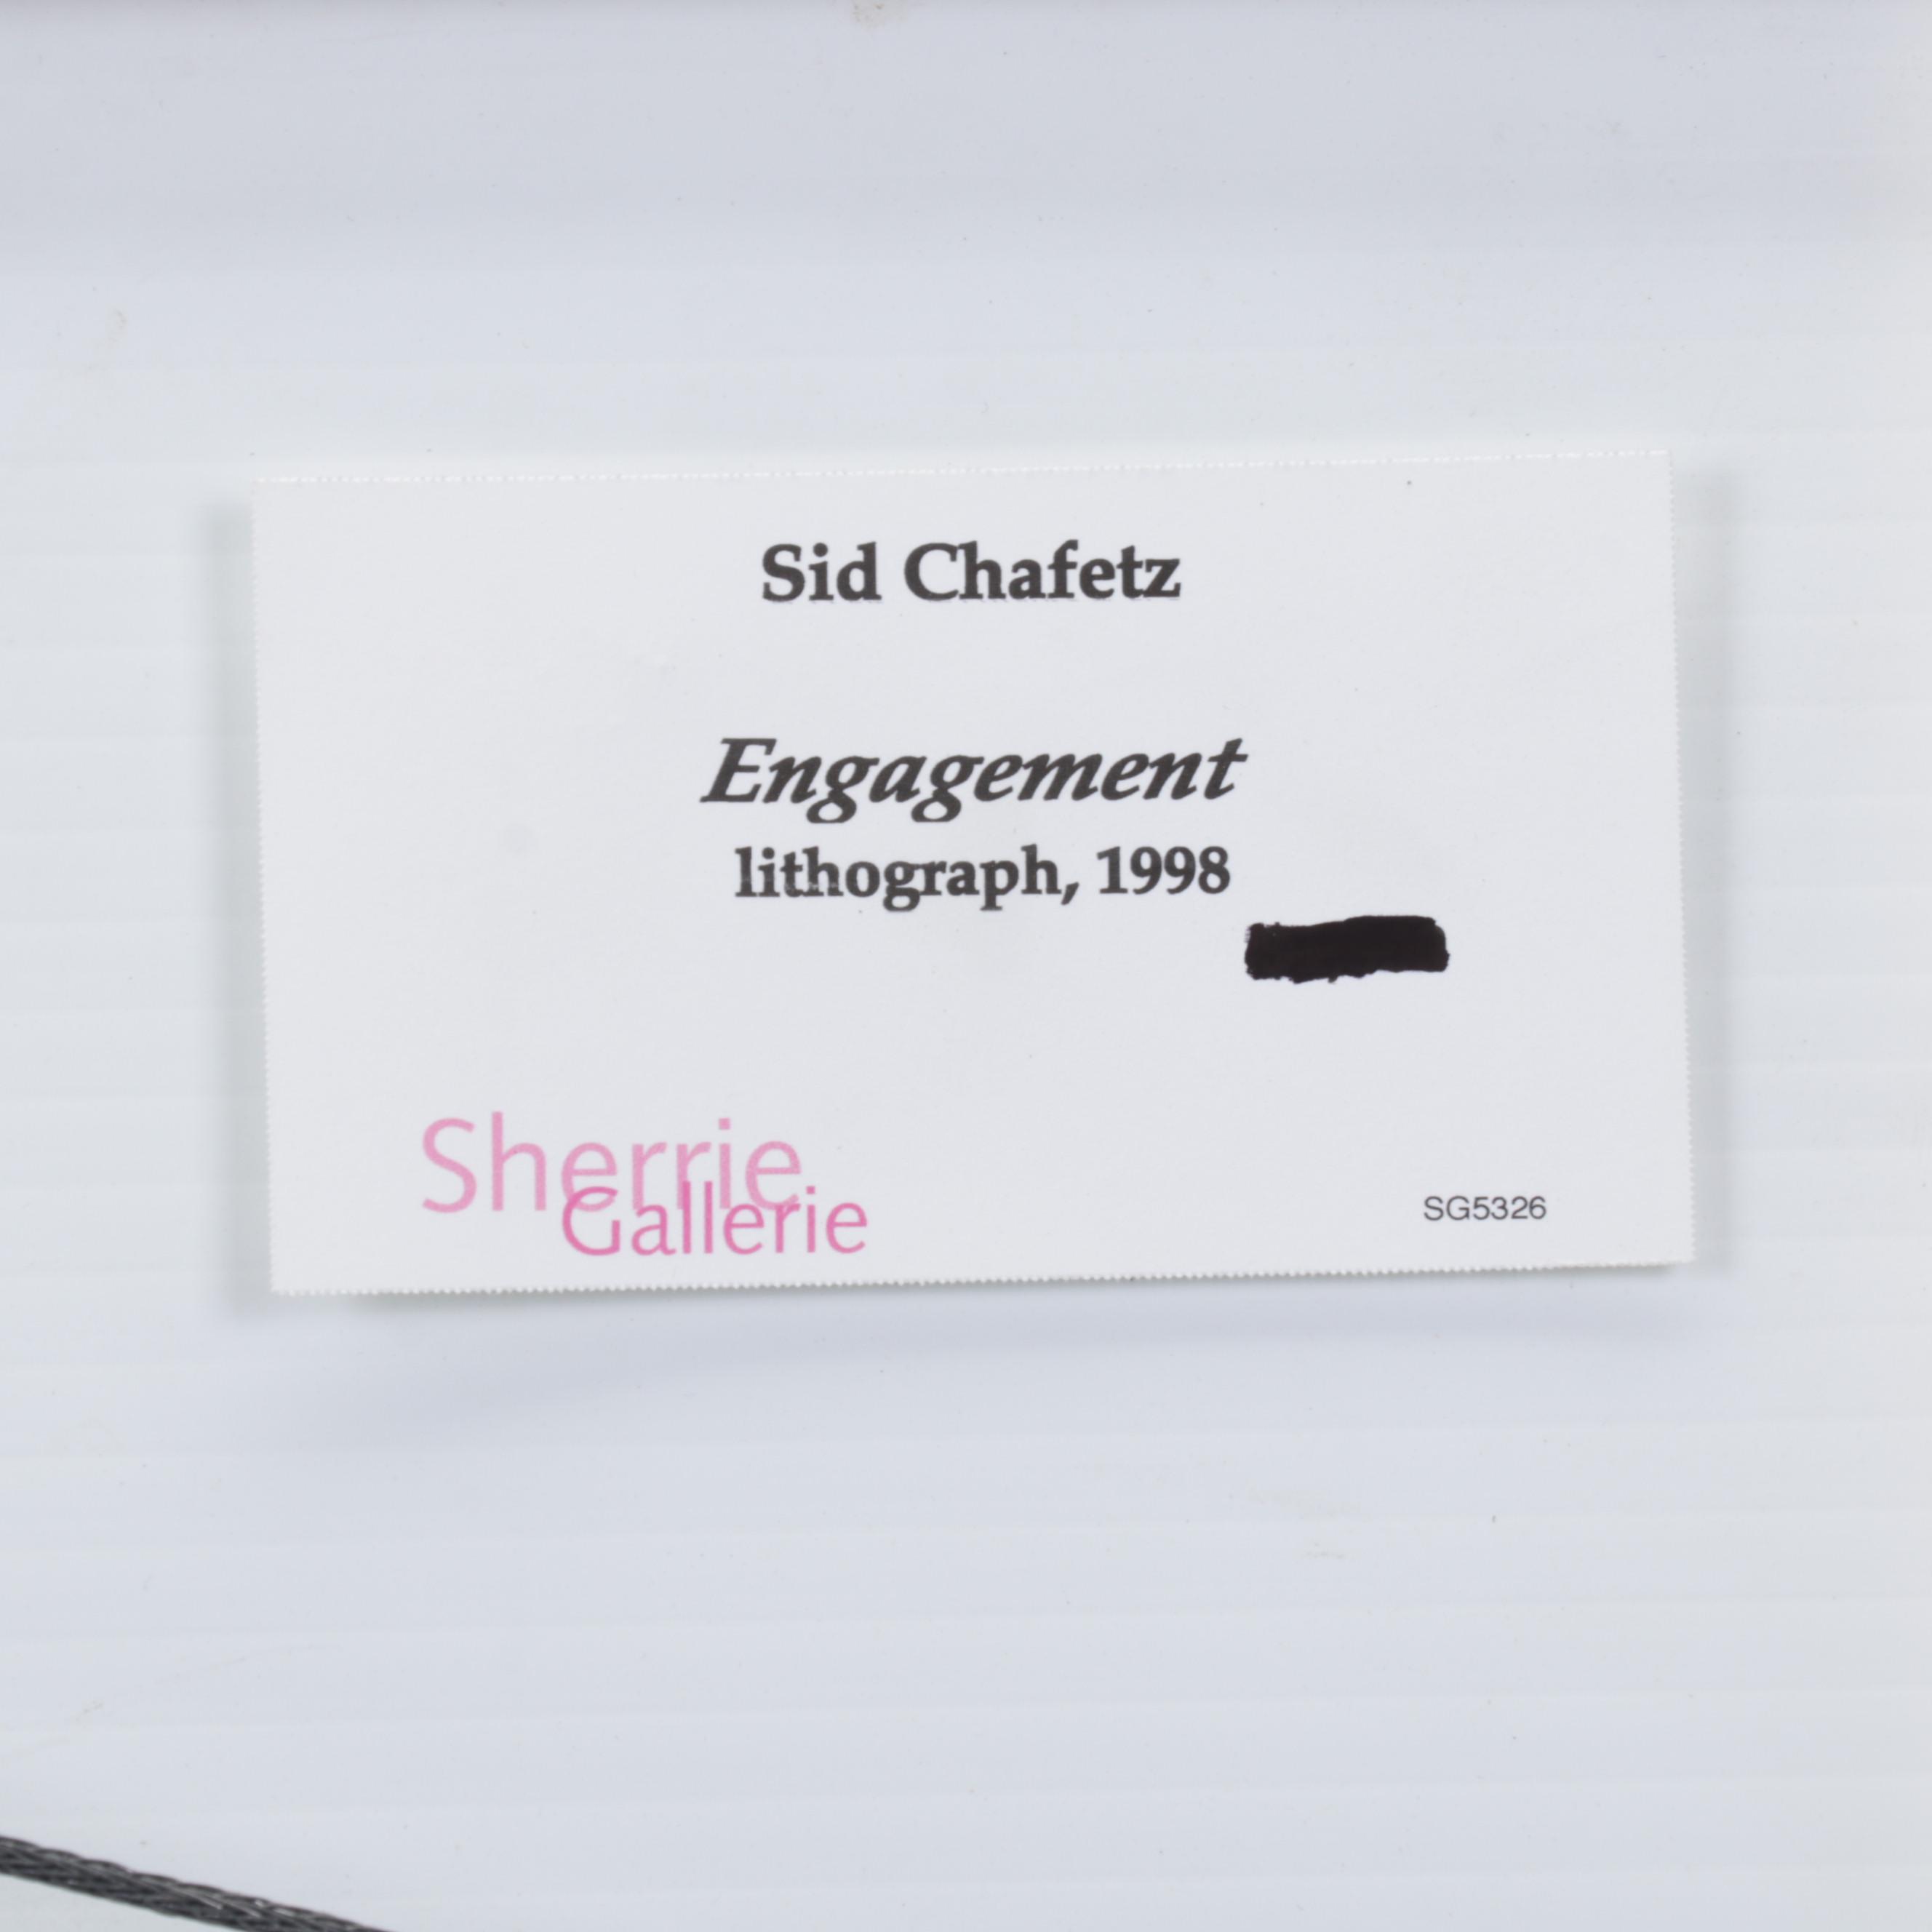 Sid Chafetz
Engagement
lithograph, 1998
Sherrie
Gallerie
SG5326